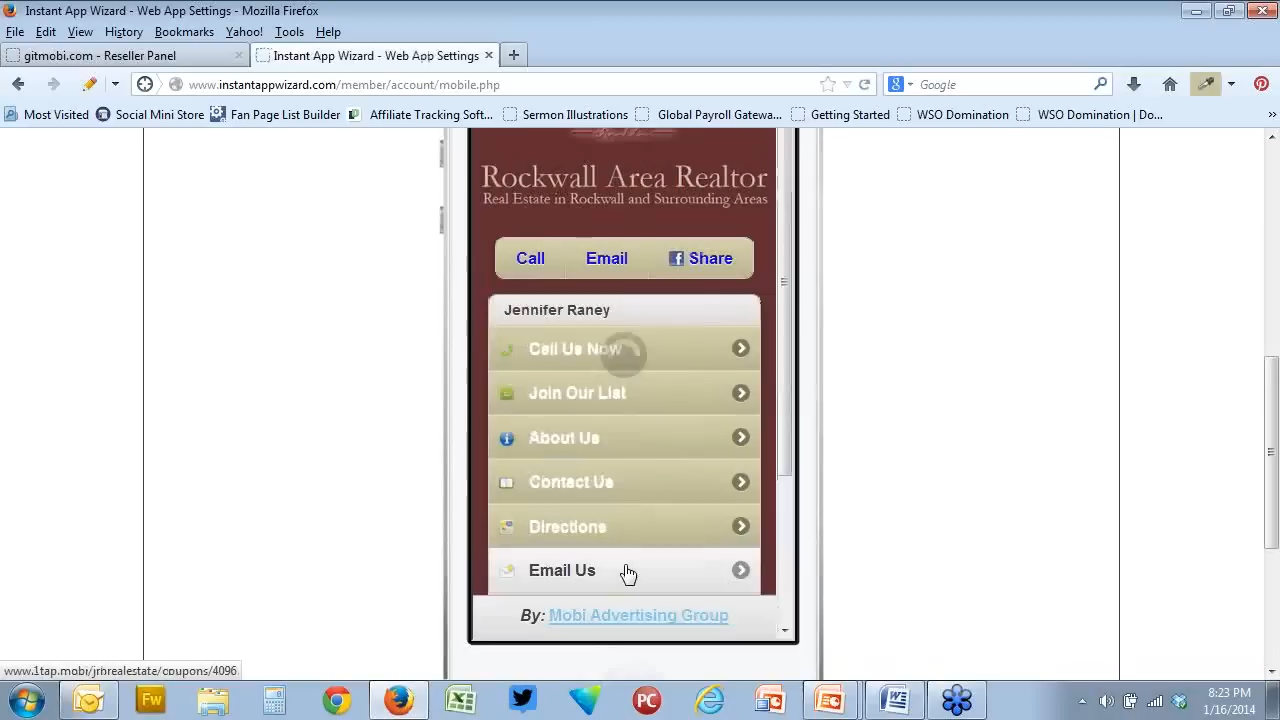 Instant App Wizard - Web App Settings - Mozilla Firefox
File Edit View History Bookmarks Yahoo! Tools Help
gitmobi.com - Reseller Panel
Instant App Wizard - Web App Settings
www.instantappwizard.com/member/account/mobile.php
Google
Most Visited Social Mini Store Fan Page List Builder Affiliate Tracking Soft... Sermon Illustrations Global Payroll Gatewa... Getting Started WSO Domination WSO Domination | Do...
Rockwall Area Realtor
Real Estate in Rockwall and Surrounding Areas
Call Email Share
Jennifer Raney
Call Us Now
Join Our List
About Us
Contact Us
Directions
Email Us
By: Mobi Advertising Group
www.1tap.mobi/jrbrealestate/coupons/4096
Fw
PC
8:23 PM
1/16/2014